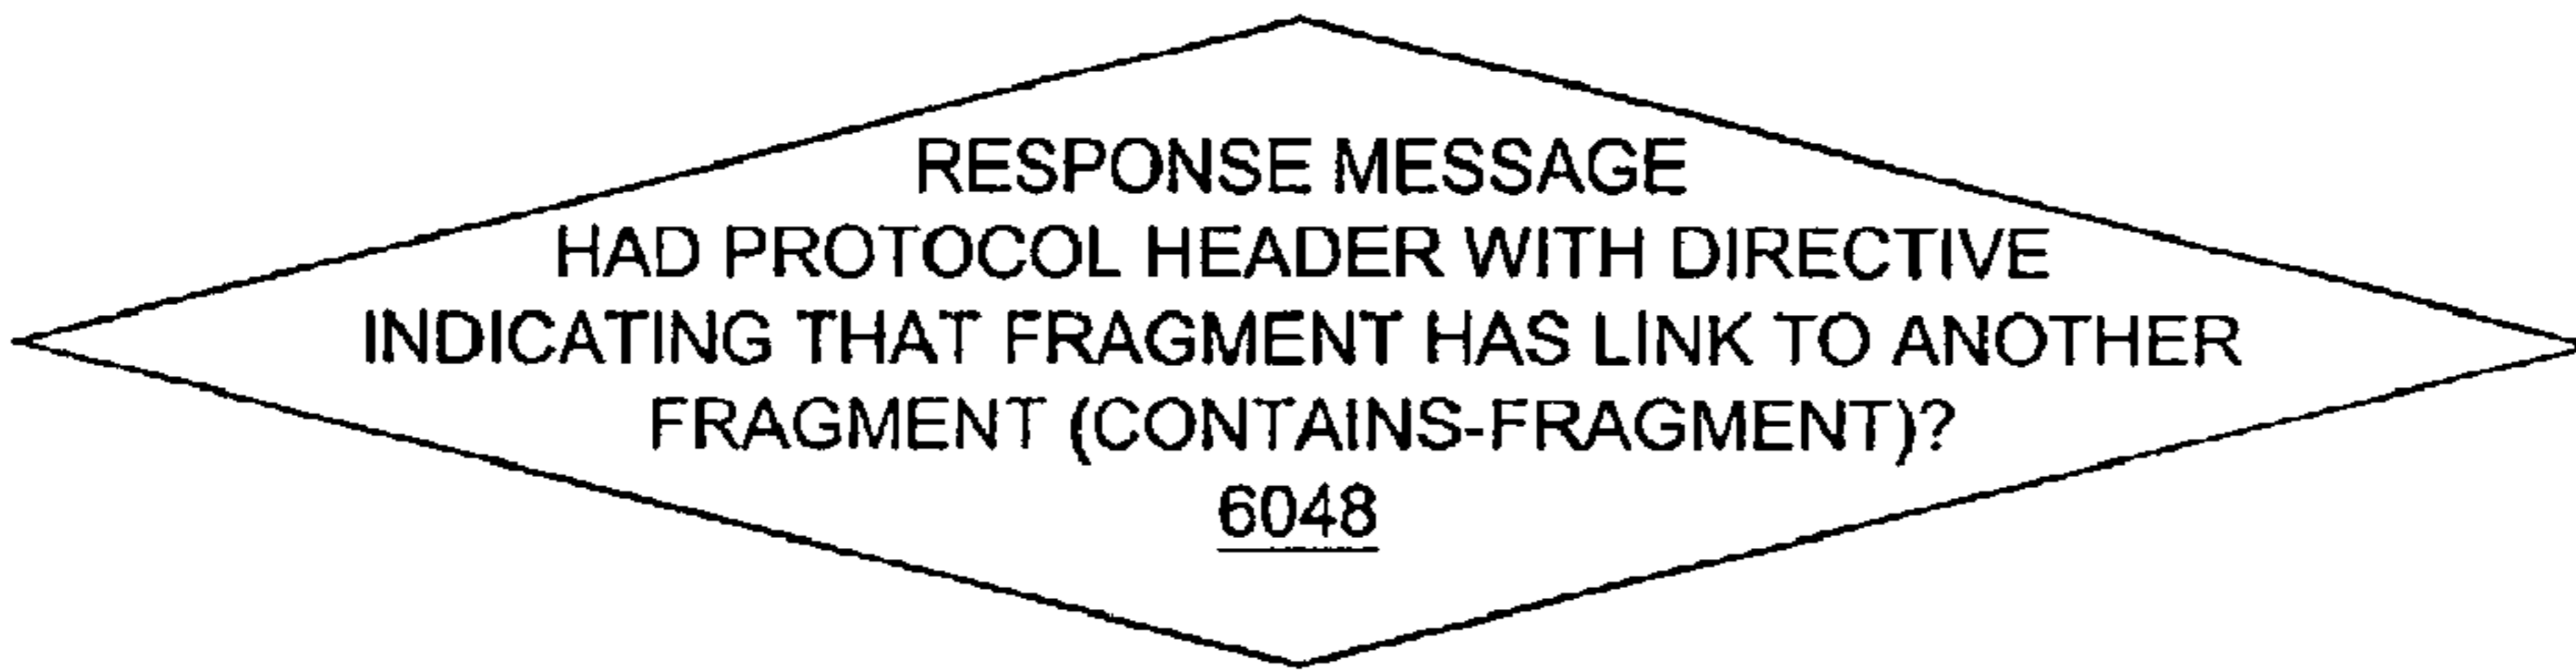 RESPONSE MESSAGE
HAD PROTOCOL HEADER WITH DIRECTIVE
INDICATING THAT FRAGMENT HAS LINK TO ANOTHER
FRAGMENT (CONTAINS-FRAGMENT)?
6048